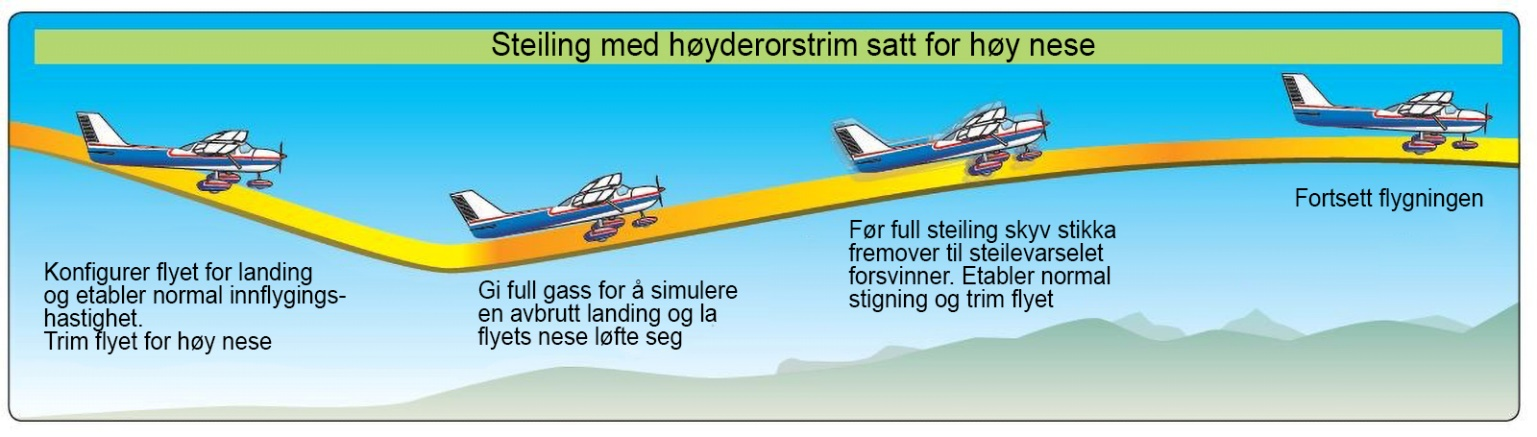 Steiling med høyderorstrim satt for høy nese
Konfigurer flyet for landing
og etabler normal innflygings-
hastighet.
Trim flyet for høy nese
Gi full gass for å simulere
en avbrutt landing og la
flyets nese løfte seg
Før full steiling skyv stikka
fremover til steilevarselet
forsvinner. Etabler normal
stigning og trim flyet
Fortsett flygningen